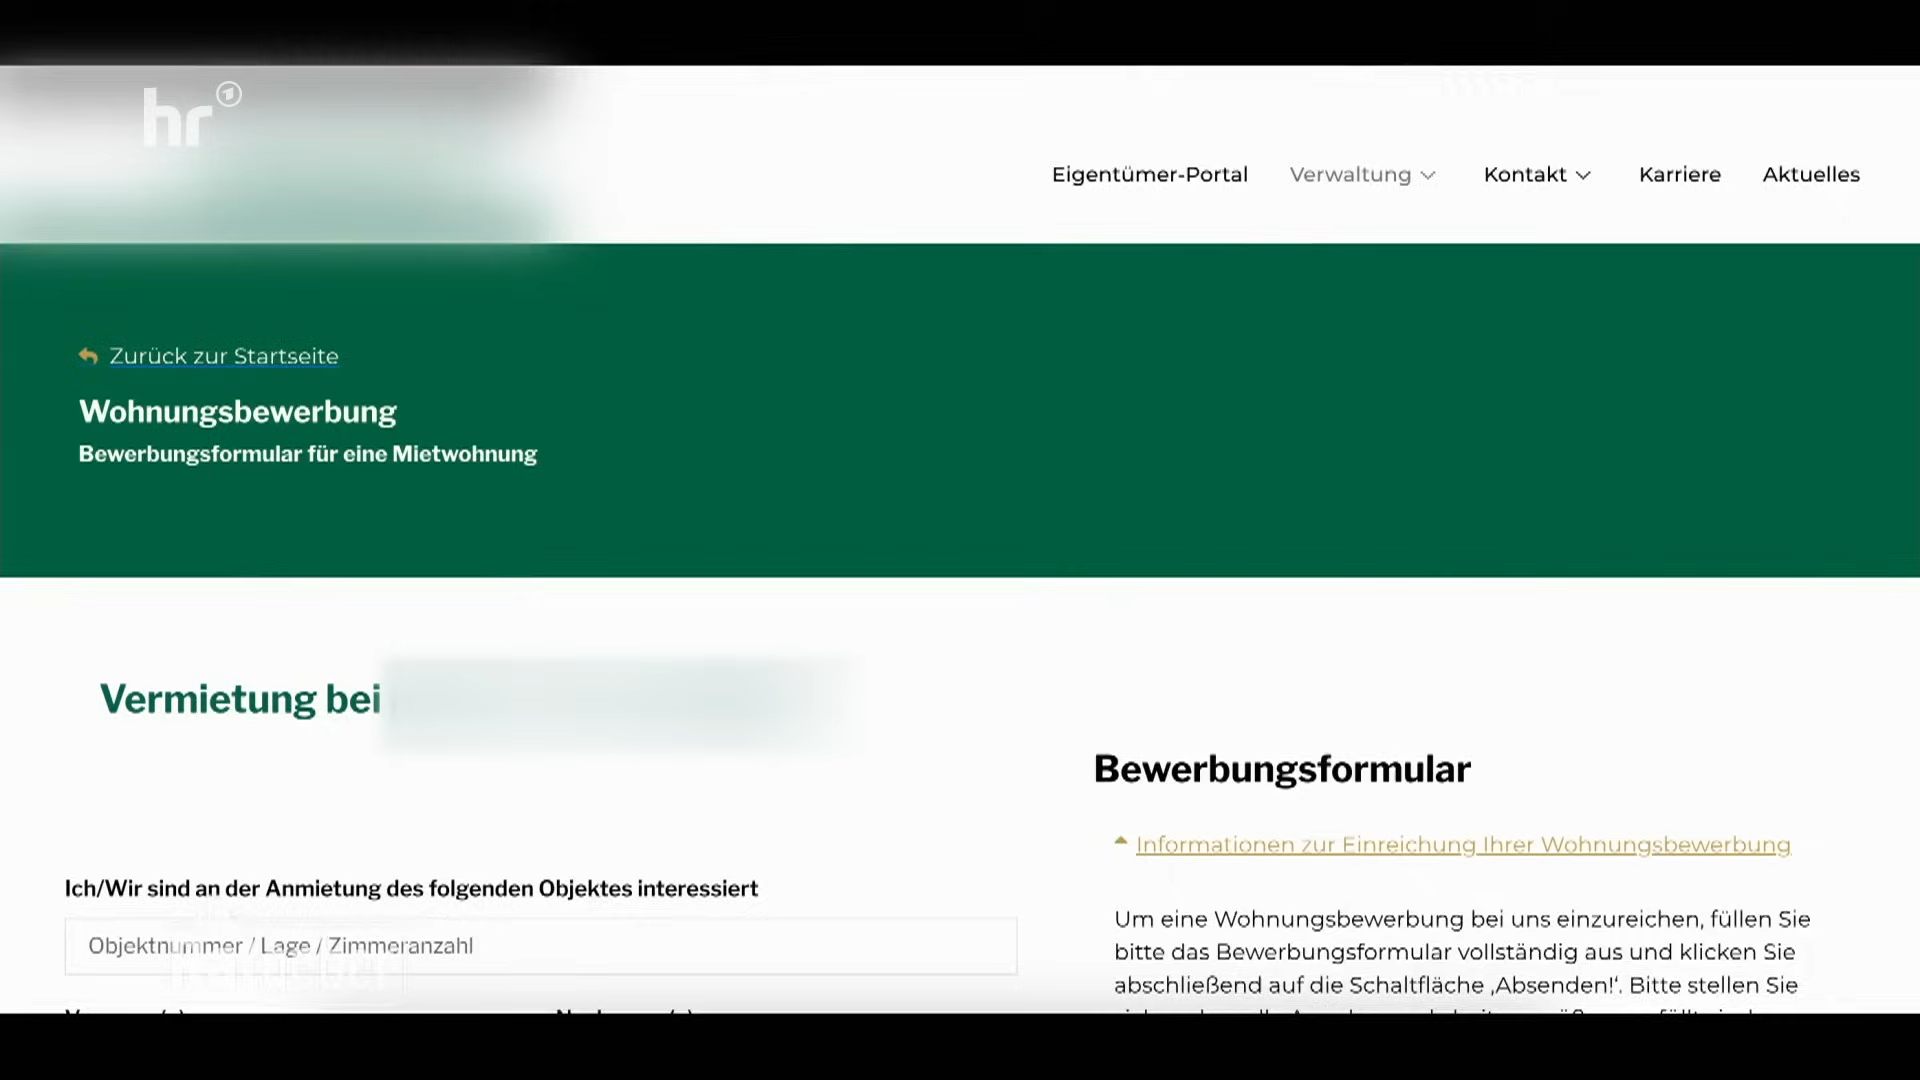 hr
Eigentümer-Portal Verwaltung Kontakt Karriere Aktuelles
Zurück zur Startseite
Wohnungsbewerbung
Bewerbungsformular für eine Mietwohnung
Vermietung bei
Ich/Wir sind an der Anmietung des folgenden Objektes interessiert
Objektnummer / Lage / Zimmeranzahl
Bewerbungsformular
Informationen zur Einreichung Ihrer Wohnungsbewerbung
Um eine Wohnungsbewerbung bei uns einzureichen, füllen Sie
bitte das Bewerbungsformular vollständig aus und klicken Sie
abschließend auf die Schaltfläche ‚Absenden!‘. Bitte stellen Sie